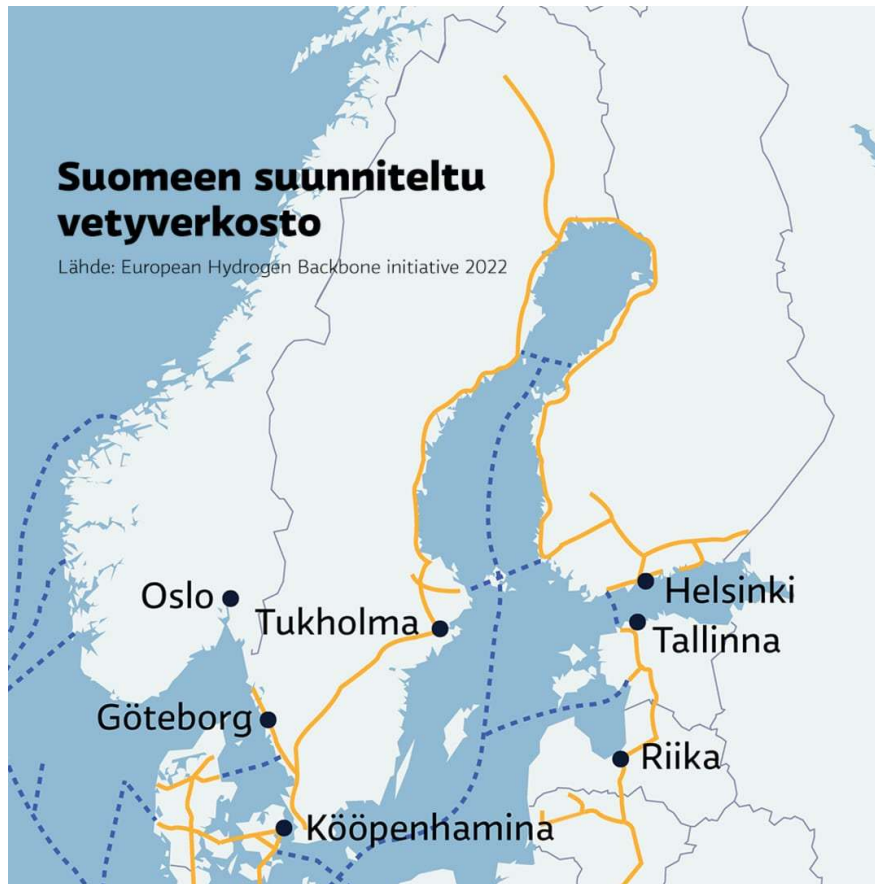 Suomeen suunniteltu
vetyverkosto
Lähde: European Hydrogen Backbone initiative 2022
Oslo
Tukholma
Helsinki
Tallinna
Göteborg
Riika
Kööpenhamina